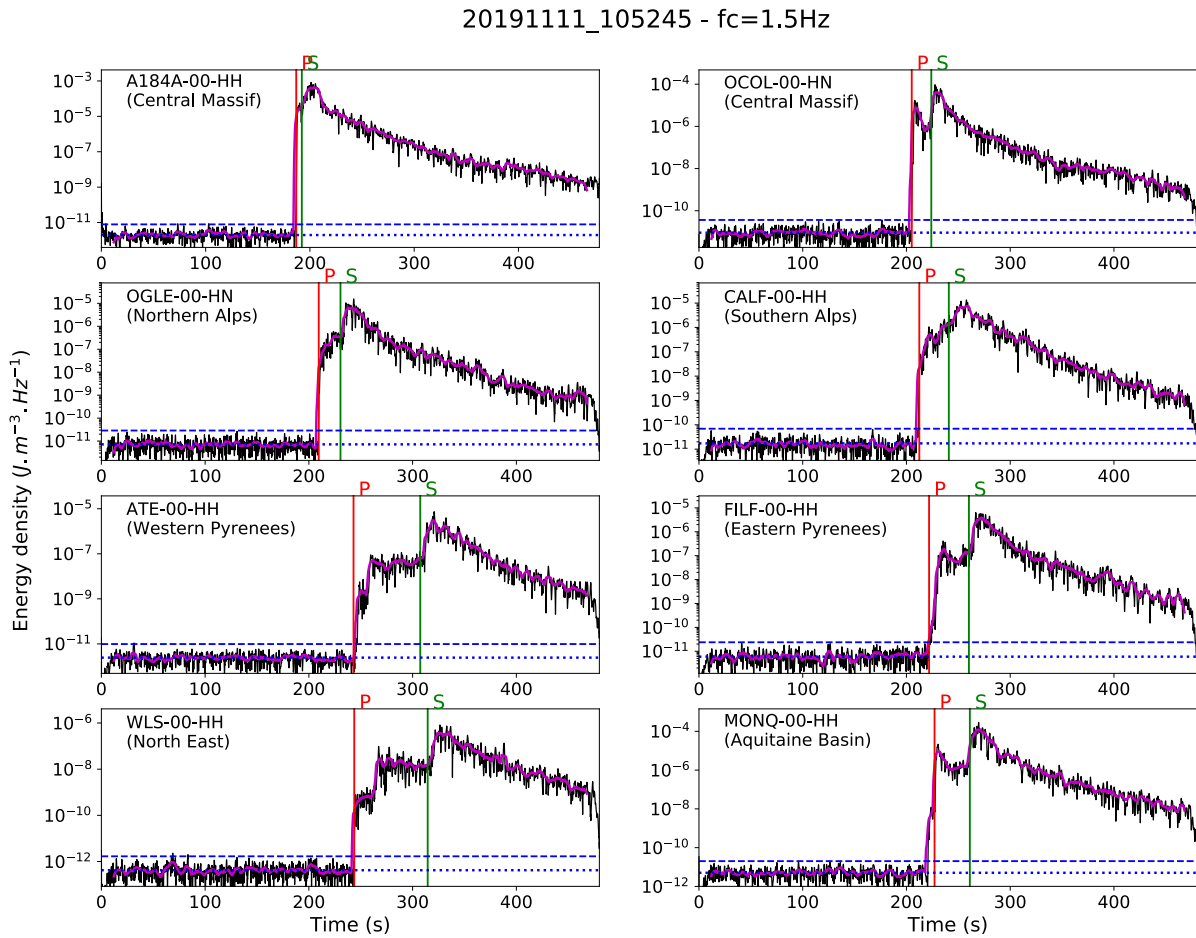 20191111_105245 - fc=1.5Hz
P S
A184A-00-HH
(Central Massif)
10⁻³
10⁻⁵
10⁻⁷
10⁻⁹
10⁻¹¹
0 100 200 300 400
P S
OCOL-00-HN
(Central Massif)
10⁻⁴
10⁻⁶
10⁻⁸
10⁻¹⁰
0 100 200 300 400
P S
OGLE-00-HN
(Northern Alps)
10⁻⁵
10⁻⁶
10⁻⁷
10⁻⁸
10⁻⁹
10⁻¹⁰
10⁻¹¹
0 100 200 300 400
P S
CALF-00-HH
(Southern Alps)
10⁻⁵
10⁻⁶
10⁻⁷
10⁻⁸
10⁻⁹
10⁻¹⁰
10⁻¹¹
0 100 200 300 400
Energy density (J.m⁻³.Hz⁻¹)
P S
ATE-00-HH
(Western Pyrenees)
10⁻⁵
10⁻⁷
10⁻⁹
10⁻¹¹
0 100 200 300 400
P S
FILF-00-HH
(Eastern Pyrenees)
10⁻⁵
10⁻⁶
10⁻⁷
10⁻⁸
10⁻⁹
10⁻¹⁰
10⁻¹¹
0 100 200 300 400
P S
WLS-00-HH
(North East)
10⁻⁶
10⁻⁸
10⁻¹⁰
10⁻¹²
0 100 200 300 400
Time (s)
P S
MONQ-00-HH
(Aquitaine Basin)
10⁻⁴
10⁻⁶
10⁻⁸
10⁻¹⁰
10⁻¹²
0 100 200 300 400
Time (s)